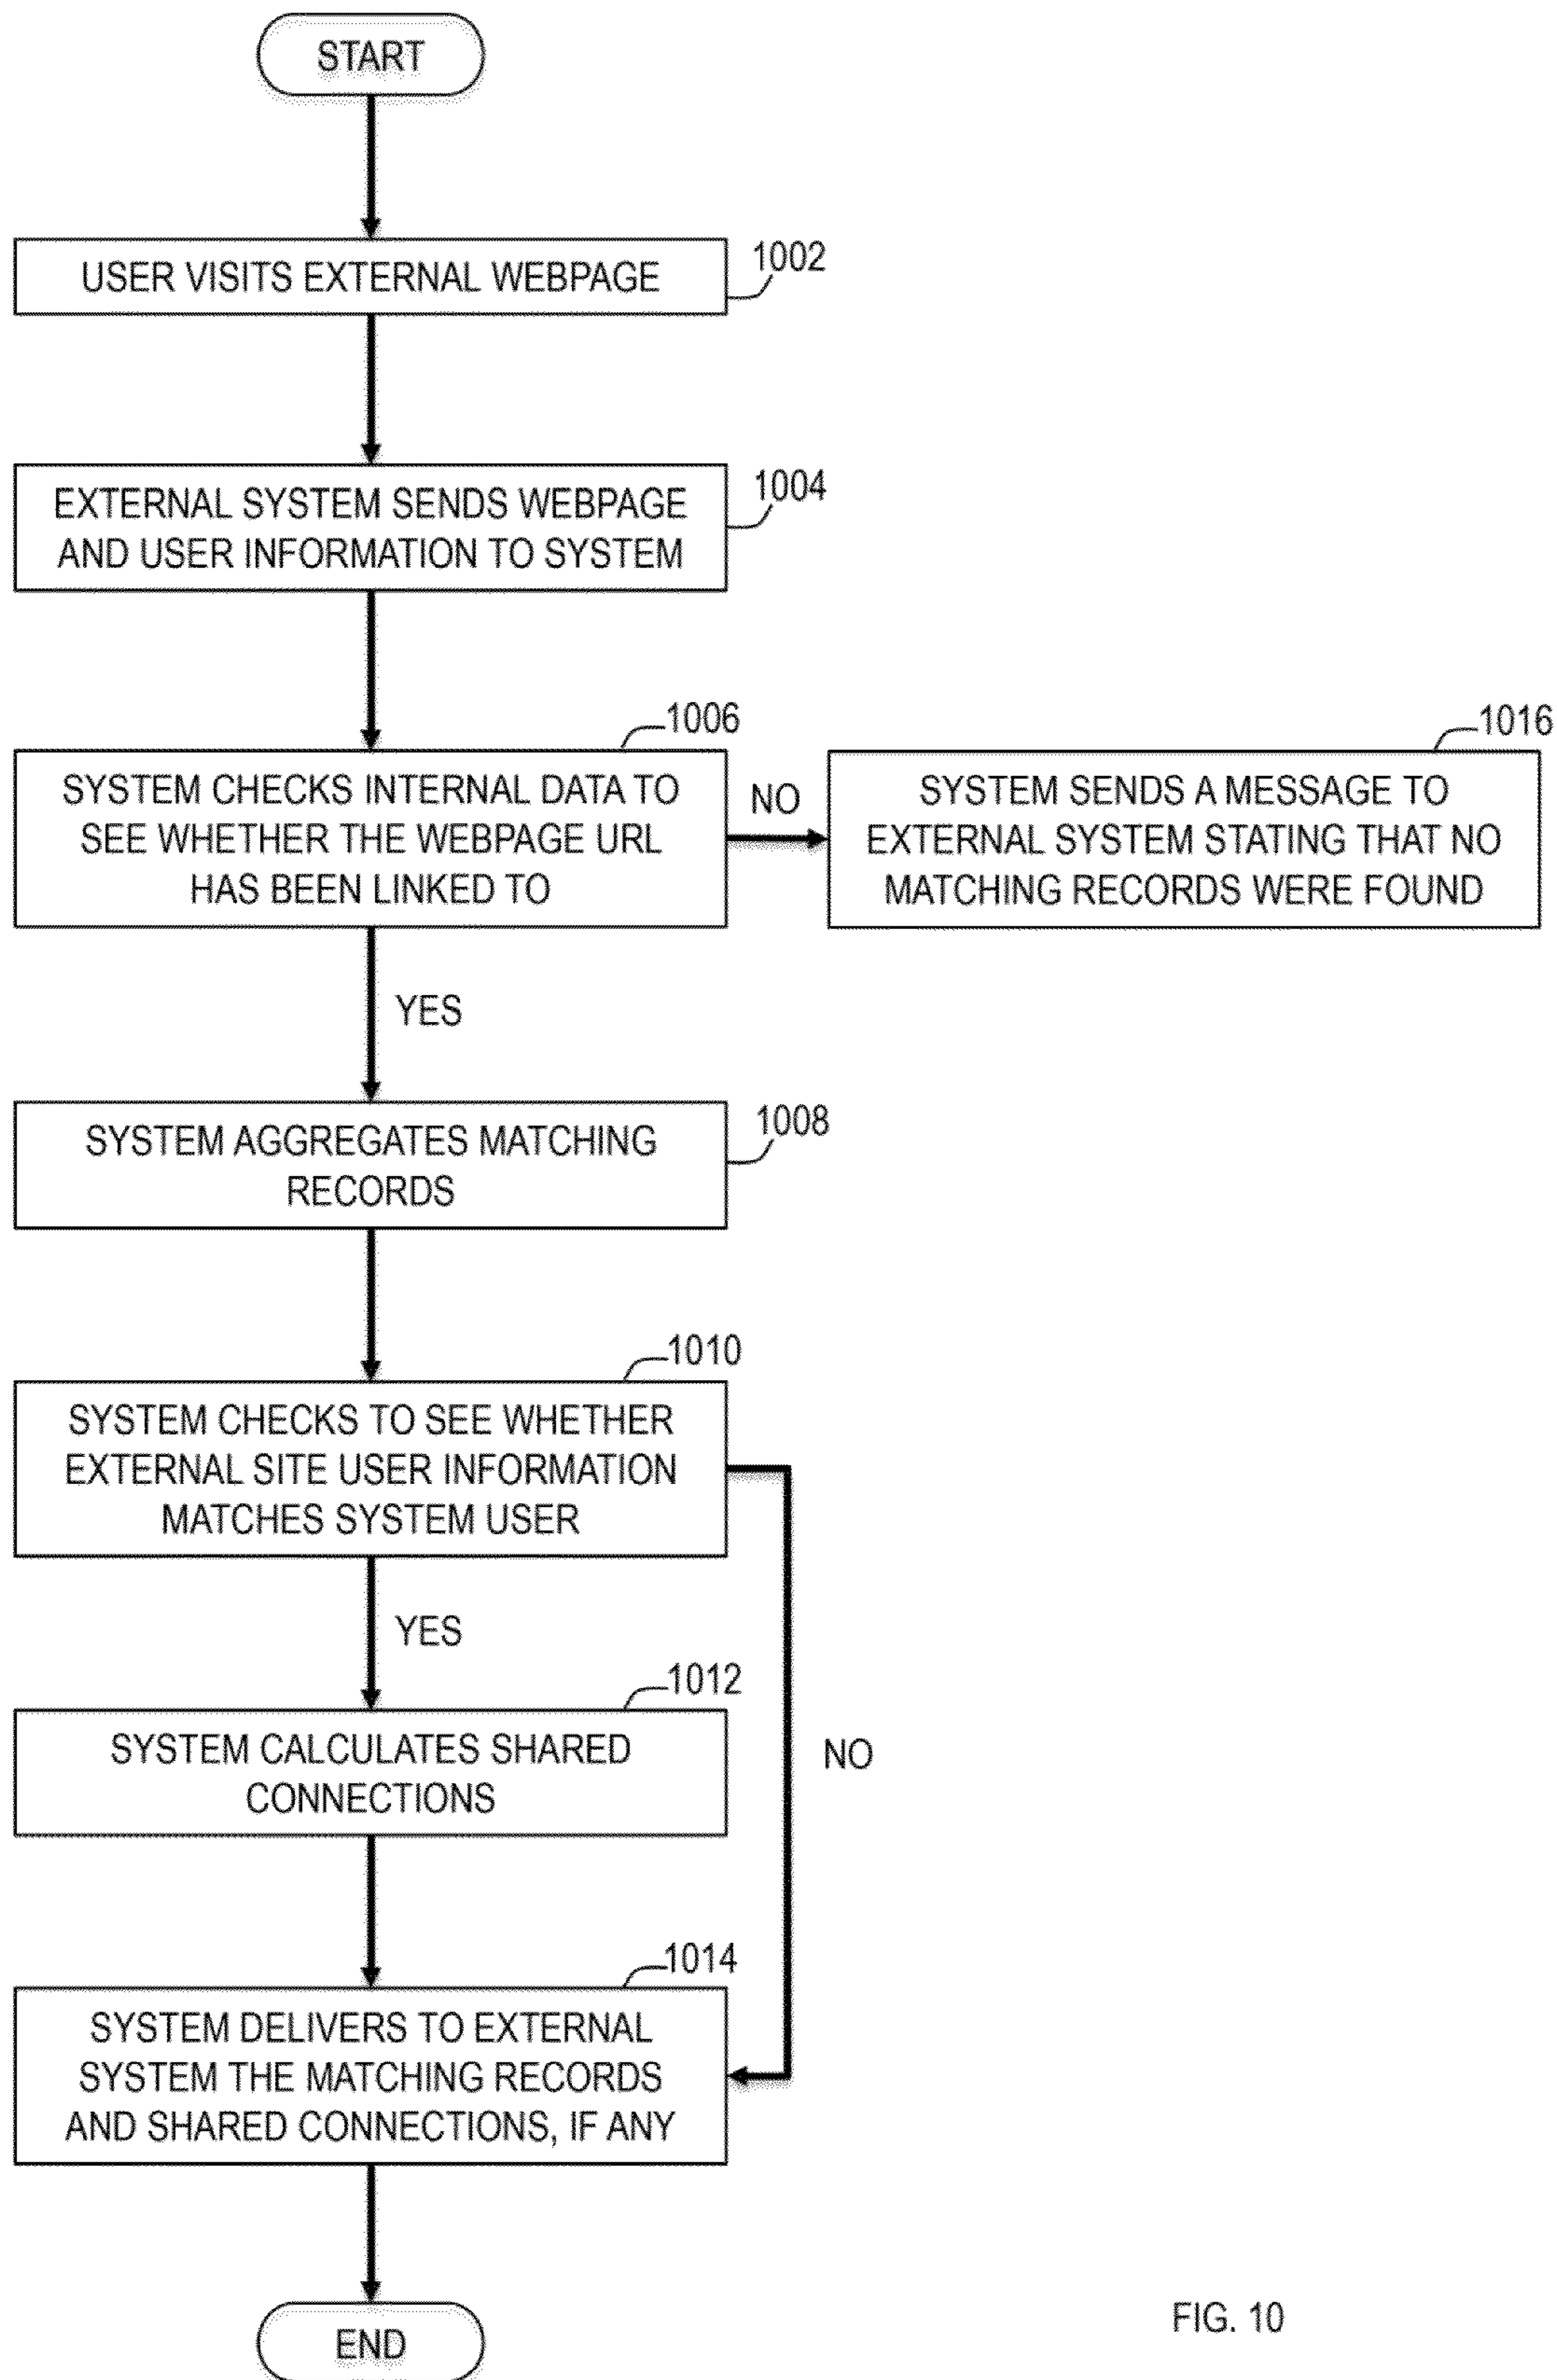 START
USER VISITS EXTERNAL WEBPAGE
1002
EXTERNAL SYSTEM SENDS WEBPAGE
AND USER INFORMATION TO SYSTEM
1004
1006
SYSTEM CHECKS INTERNAL DATA TO
SEE WHETHER THE WEBPAGE URL
HAS BEEN LINKED TO
NO
1016
SYSTEM SENDS A MESSAGE TO
EXTERNAL SYSTEM STATING THAT NO
MATCHING RECORDS WERE FOUND
YES
SYSTEM AGGREGATES MATCHING
RECORDS
1008
1010
SYSTEM CHECKS TO SEE WHETHER
EXTERNAL SITE USER INFORMATION
MATCHES SYSTEM USER
YES
NO
1012
SYSTEM CALCULATES SHARED
CONNECTIONS
1014
SYSTEM DELIVERS TO EXTERNAL
SYSTEM THE MATCHING RECORDS
AND SHARED CONNECTIONS, IF ANY
END
FIG. 10